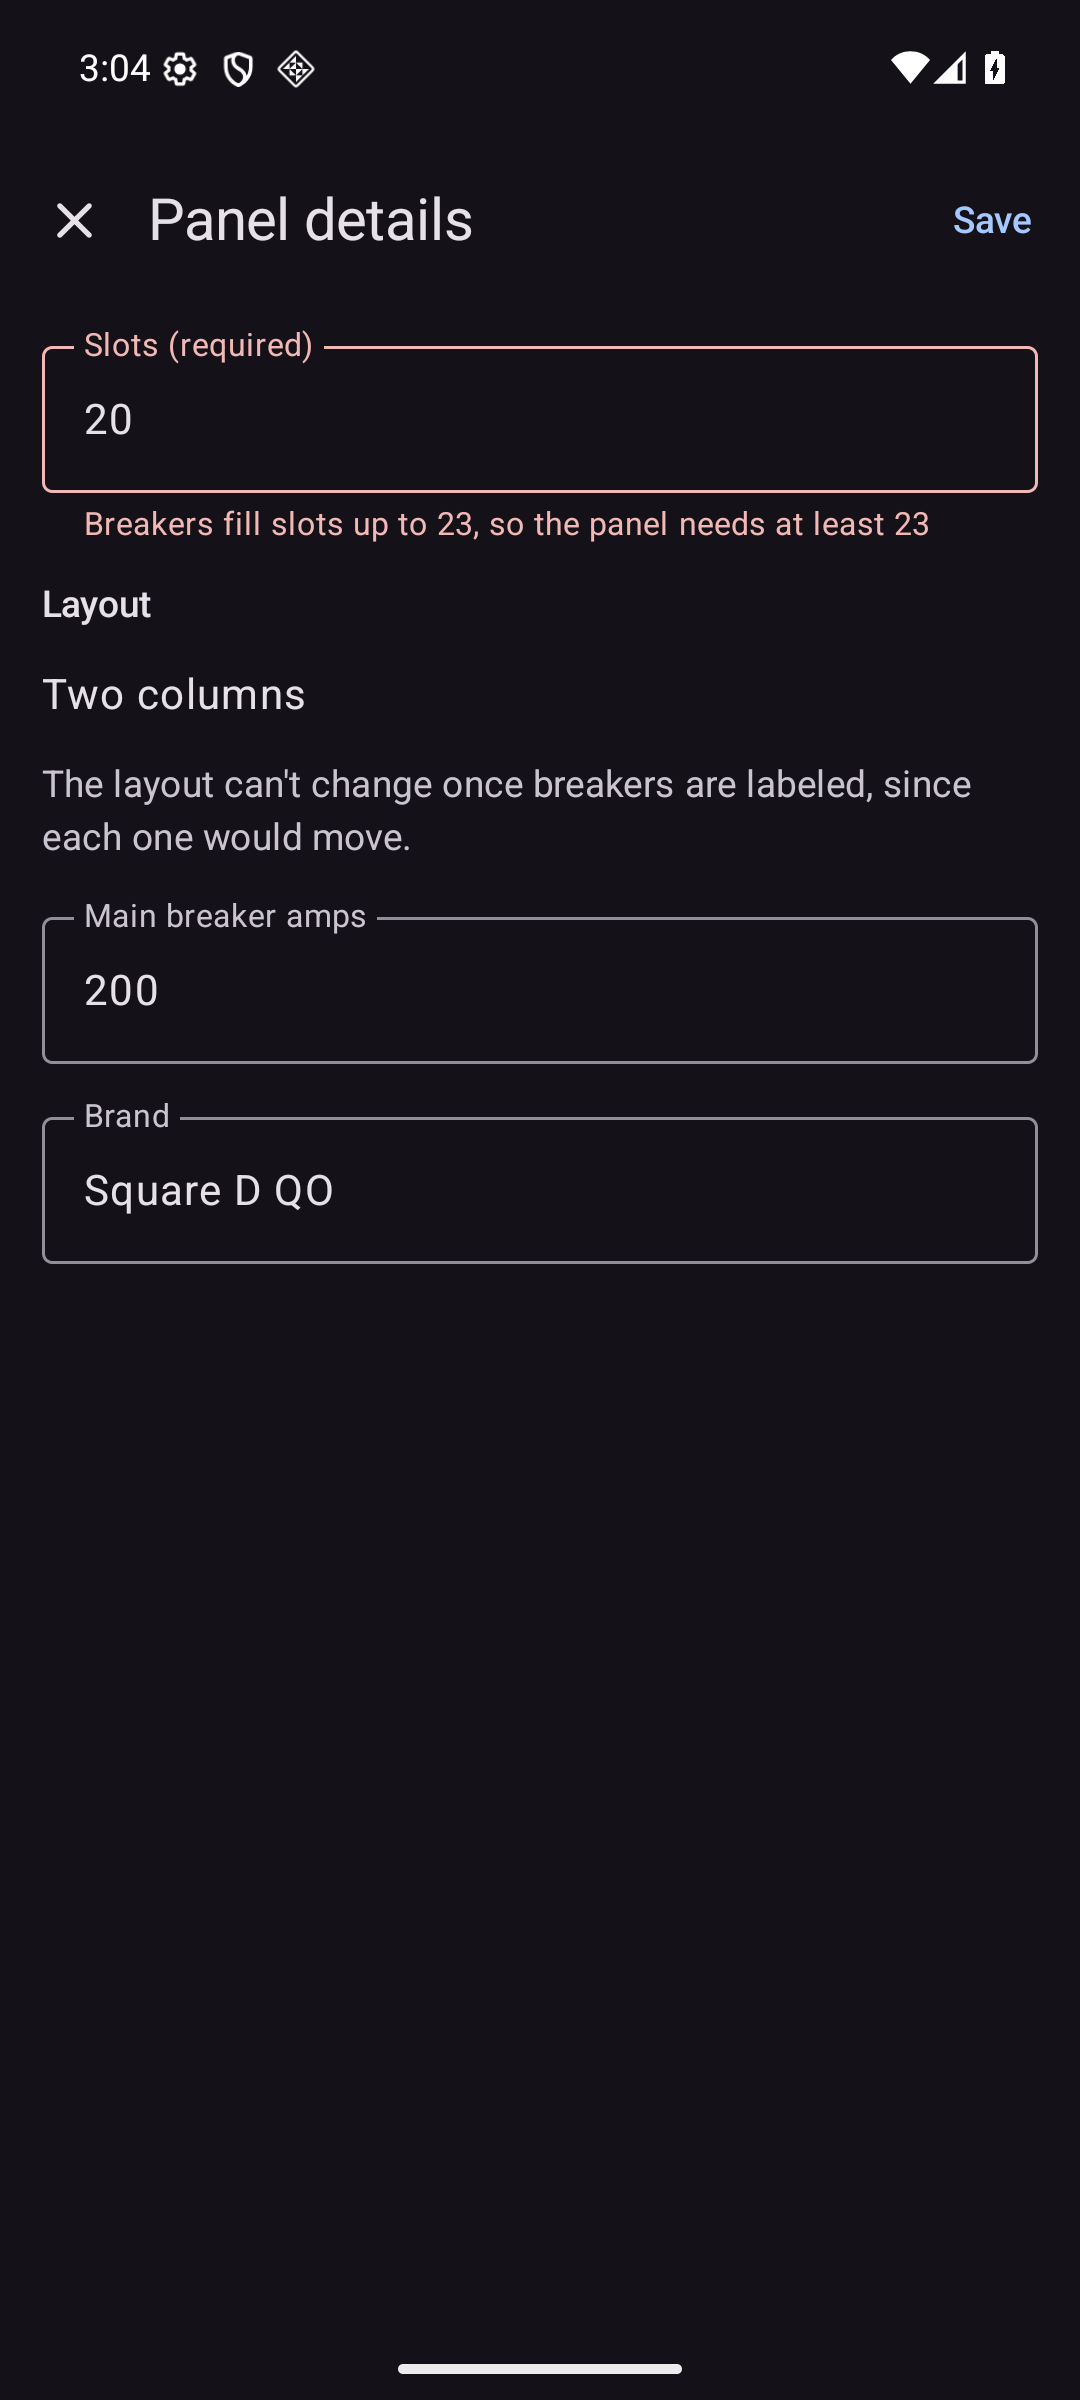 3:04
Panel details
Save
Slots (required)
20
Breakers fill slots up to 23, so the panel needs at least 23
Layout
Two columns
The layout can't change once breakers are labeled, since
each one would move.
Main breaker amps
200
Brand
Square D QO